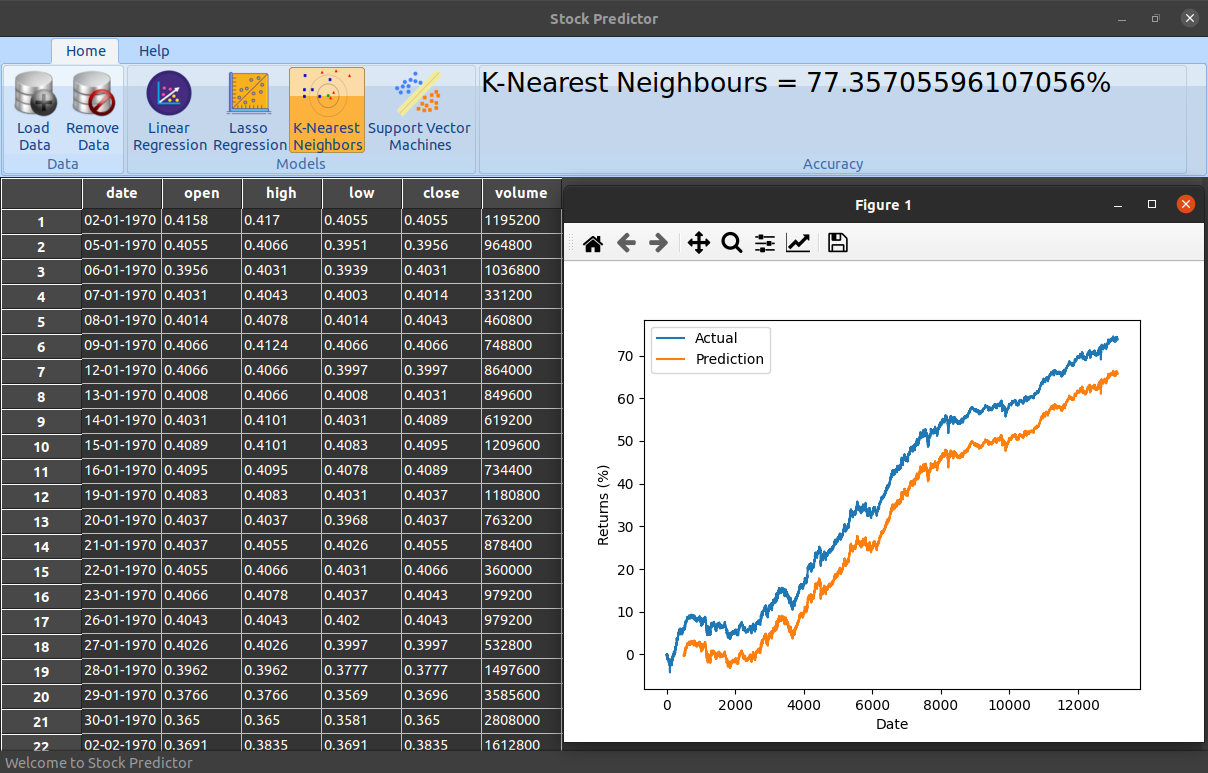 Stock Predictor
Home Help
Load Data
Remove Data
Data
Linear Regression
Lasso Regression
K-Nearest Neighbors
Support Vector Machines
Models
K-Nearest Neighbours = 77.35705596107056%
Accuracy
date open high low close volume
1 02-01-1970 0.4158 0.417 0.4055 0.4055 1195200
2 05-01-1970 0.4055 0.4066 0.3951 0.3956 964800
3 06-01-1970 0.3956 0.4031 0.3939 0.4031 1036800
4 07-01-1970 0.4031 0.4043 0.4003 0.4014 331200
5 08-01-1970 0.4014 0.4078 0.4014 0.4043 460800
6 09-01-1970 0.4066 0.4124 0.4066 0.4066 748800
7 12-01-1970 0.4066 0.4066 0.3997 0.3997 864000
8 13-01-1970 0.4008 0.4066 0.4008 0.4031 849600
9 14-01-1970 0.4031 0.4101 0.4031 0.4089 619200
10 15-01-1970 0.4089 0.4101 0.4083 0.4095 1209600
11 16-01-1970 0.4095 0.4095 0.4078 0.4089 734400
12 19-01-1970 0.4083 0.4083 0.4031 0.4037 1180800
13 20-01-1970 0.4037 0.4037 0.3968 0.4037 763200
14 21-01-1970 0.4037 0.4055 0.4026 0.4055 878400
15 22-01-1970 0.4055 0.4066 0.4031 0.4066 360000
16 23-01-1970 0.4066 0.4078 0.4037 0.4043 979200
17 26-01-1970 0.4043 0.4043 0.402 0.4043 979200
18 27-01-1970 0.4026 0.4026 0.3997 0.3997 532800
19 28-01-1970 0.3962 0.3962 0.3777 0.3777 1497600
20 29-01-1970 0.3766 0.3766 0.3569 0.3696 3585600
21 30-01-1970 0.365 0.365 0.3581 0.365 2808000
22 02-02-1970 0.3691 0.3835 0.3691 0.3835 1612800
Figure 1
Actual
Prediction
70
60
50
40
30
20
10
0
Returns (%)
0 2000 4000 6000 8000 10000 12000
Date
Welcome to Stock Predictor